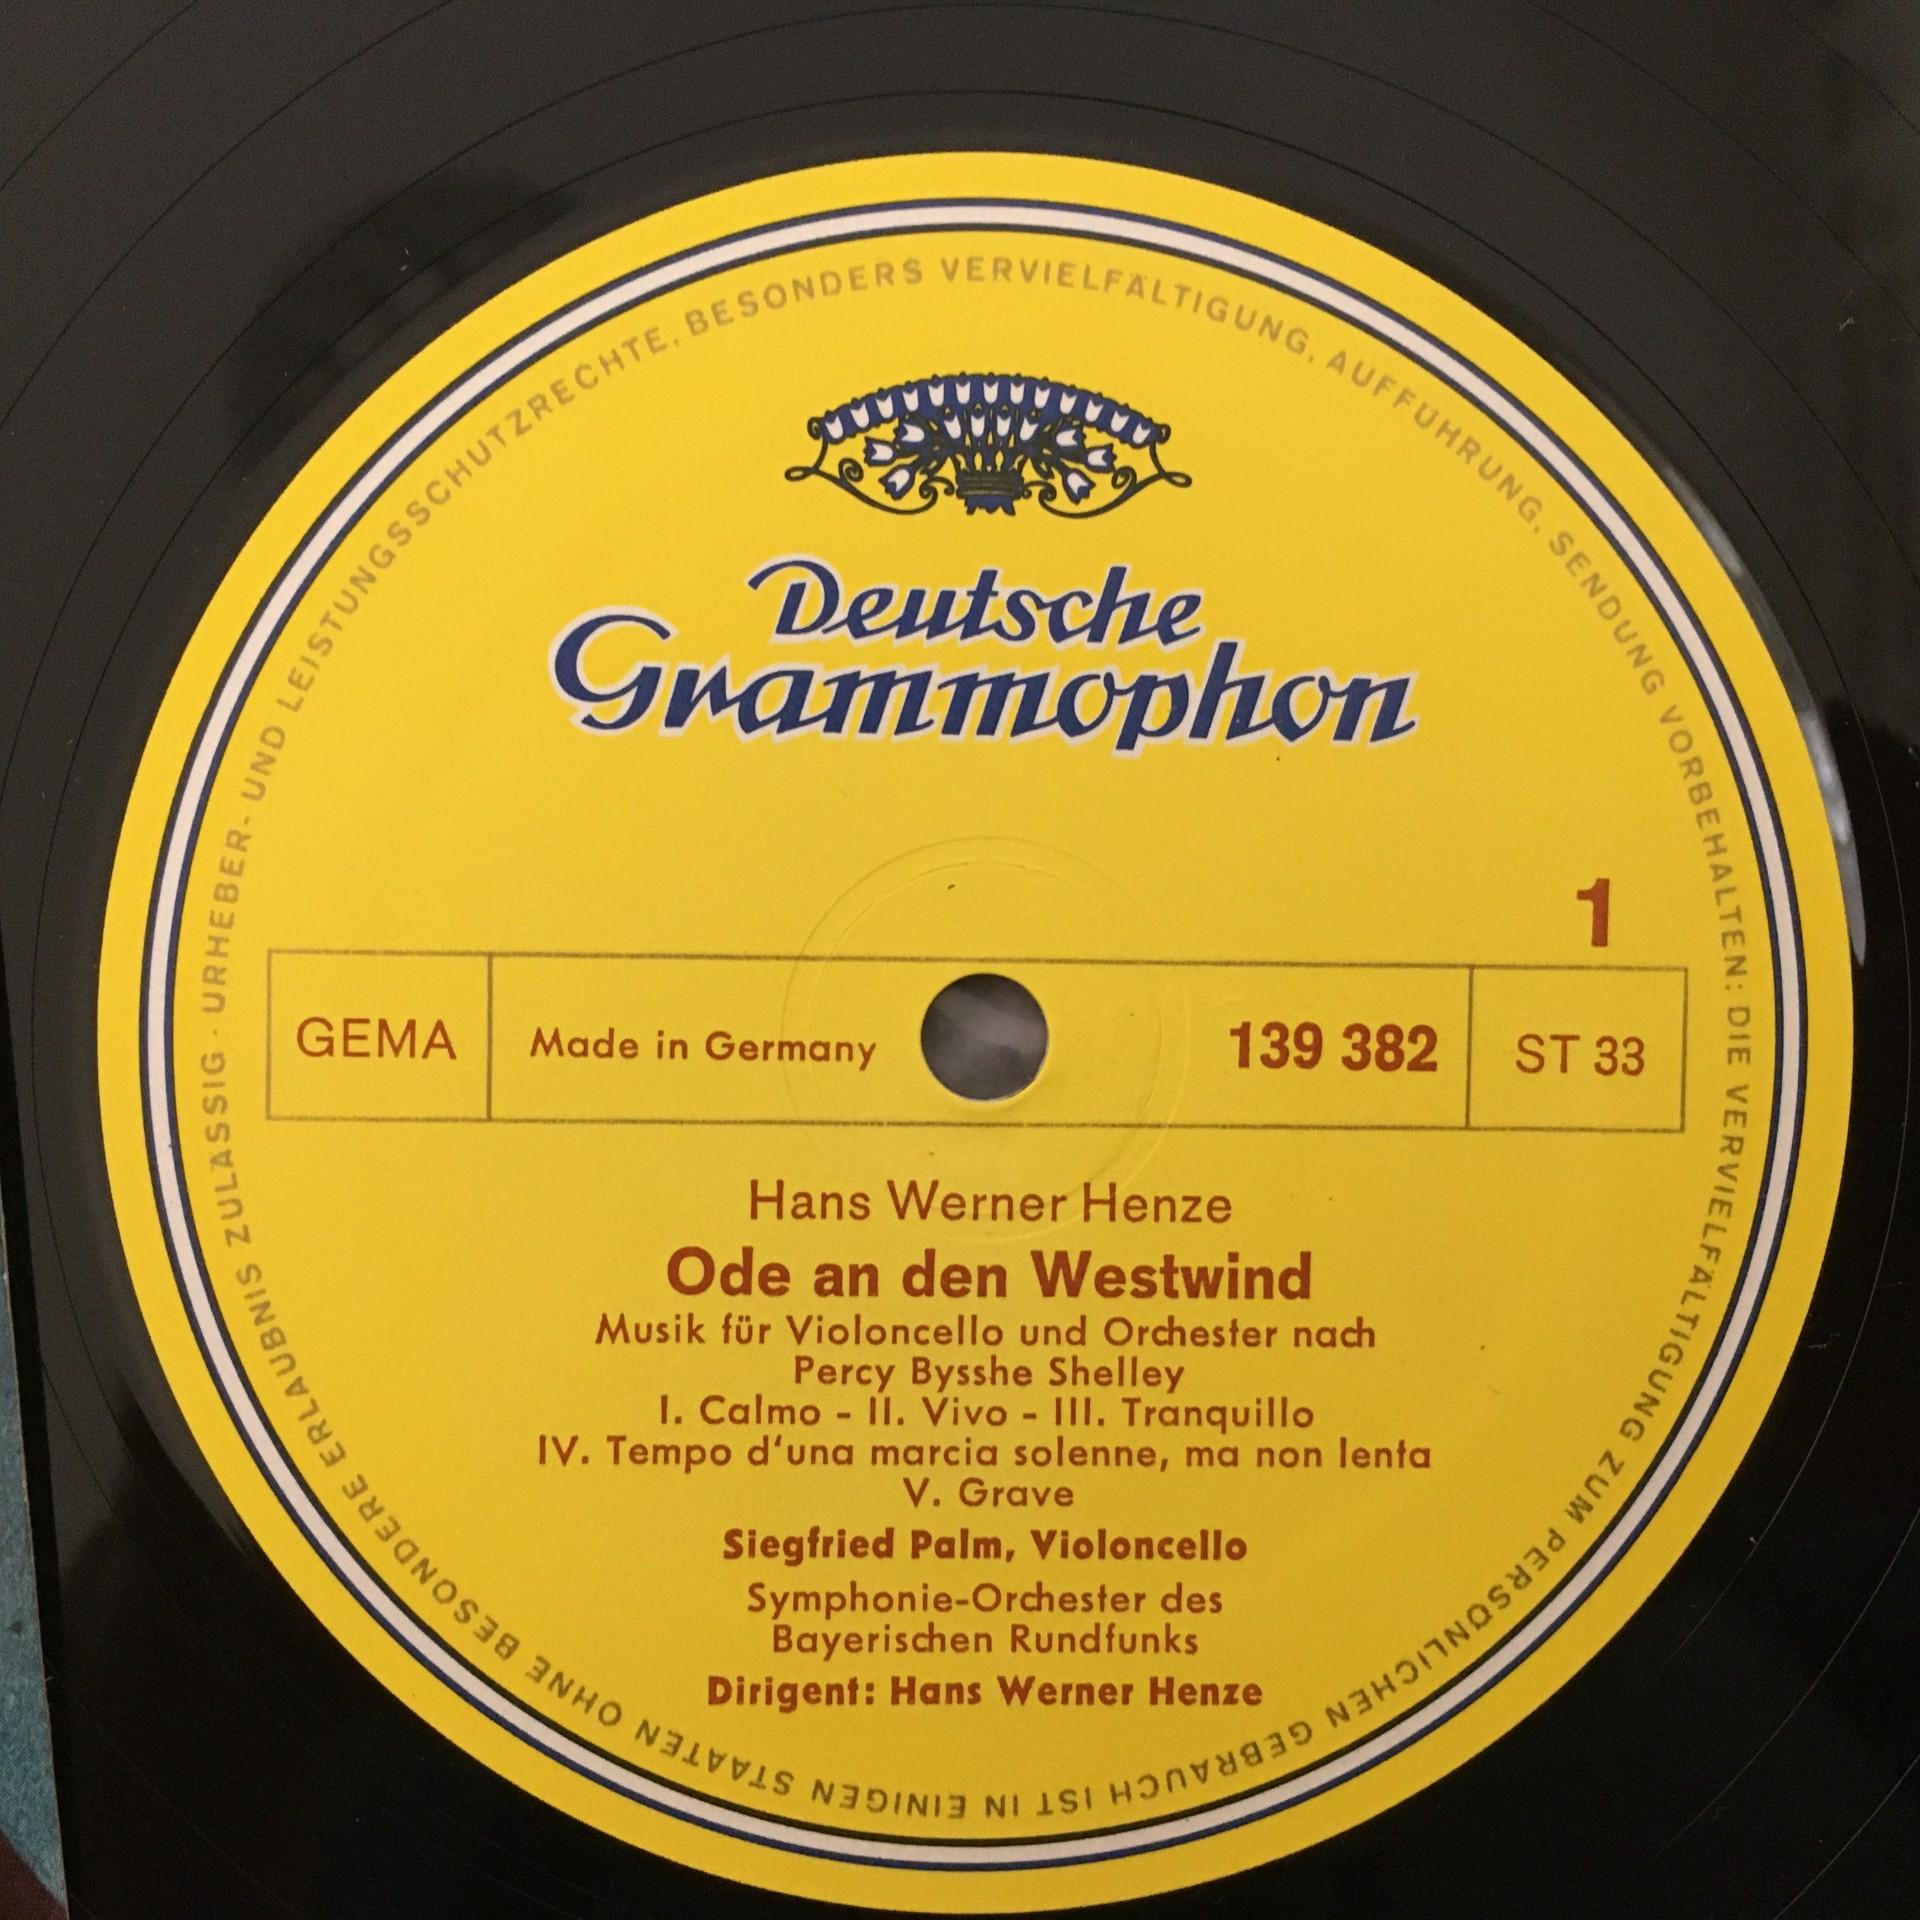 URHEBER- UND LEISTUNGSSCHUTZRECHTE, BESONDERS VERVIELFÄLTIGUNG, AUFFÜHRUNG, SENDUNG VORBEHALTEN: DIE VERVIELFÄLTIGUNG ZUM PERSÖNLICHEN GEBRAUCH IST IN EINIGEN STAATEN OHNE BESONDERE ERLAUBNIS ZULÄSSIG ·
Deutsche
Grammophon
1
GEMA
Made in Germany
139 382
ST 33
Hans Werner Henze
Ode an den Westwind
Musik für Violoncello und Orchester nach
Percy Bysshe Shelley
I. Calmo - II. Vivo - III. Tranquillo
IV. Tempo d‘una marcia solenne, ma non lenta
V. Grave
Siegfried Palm, Violoncello
Symphonie-Orchester des
Bayerischen Rundfunks
Dirigent: Hans Werner Henze